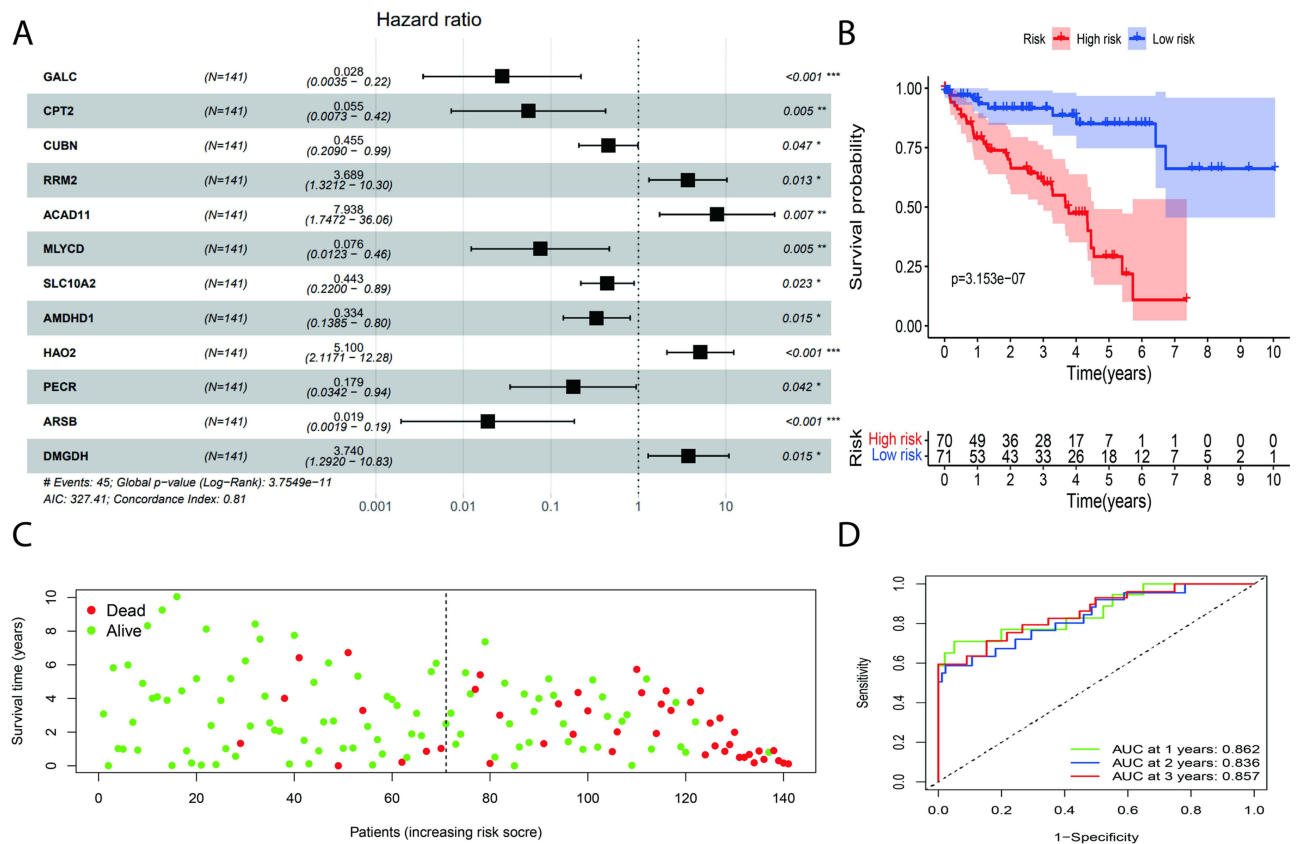 A
Hazard ratio
GALC (N=141) 0.028 <0.001 ***
(0.0035 − 0.22)
CPT2 (N=141) 0.055 0.005 **
(0.0073 − 0.42)
CUBN (N=141) 0.455 0.047 *
(0.2090 − 0.99)
RRM2 (N=141) 3.689 0.013 *
(1.3212 − 10.30)
ACAD11 (N=141) 7.938 0.007 **
(1.7472 − 36.06)
MLYCD (N=141) 0.076 0.005 **
(0.0123 − 0.46)
SLC10A2 (N=141) 0.443 0.023 *
(0.2200 − 0.89)
AMDHD1 (N=141) 0.334 0.015 *
(0.1385 − 0.80)
HAO2 (N=141) 5.100 <0.001 ***
(2.1171 − 12.28)
PECR (N=141) 0.179 0.042 *
(0.0342 − 0.94)
ARSB (N=141) 0.019 <0.001 ***
(0.0019 − 0.19)
DMGDH (N=141) 3.740 0.015 *
(1.2920 − 10.83)
# Events: 45; Global p−value (Log−Rank): 3.7549e−11
AIC: 327.41; Concordance Index: 0.81
0.001 0.01 0.1 1 10
B
Risk High risk Low risk
Survival probability
1.00
0.75
0.50
0.25
0.00
p=3.153e−07
0 1 2 3 4 5 6 7 8 9 10
Time(years)
Risk
High risk 70 49 36 28 17 7 1 1 0 0 0
Low risk 71 53 43 33 26 18 12 7 5 2 1
0 1 2 3 4 5 6 7 8 9 10
Time(years)
C
Survival time (years)
10
8
6
4
2
0
Dead
Alive
0 20 40 60 80 100 120 140
Patients (increasing risk socre)
D
Sensitivity
1.0
0.8
0.6
0.4
0.2
0.0
AUC at 1 years: 0.862
AUC at 2 years: 0.836
AUC at 3 years: 0.857
0.0 0.2 0.4 0.6 0.8 1.0
1−Specificity